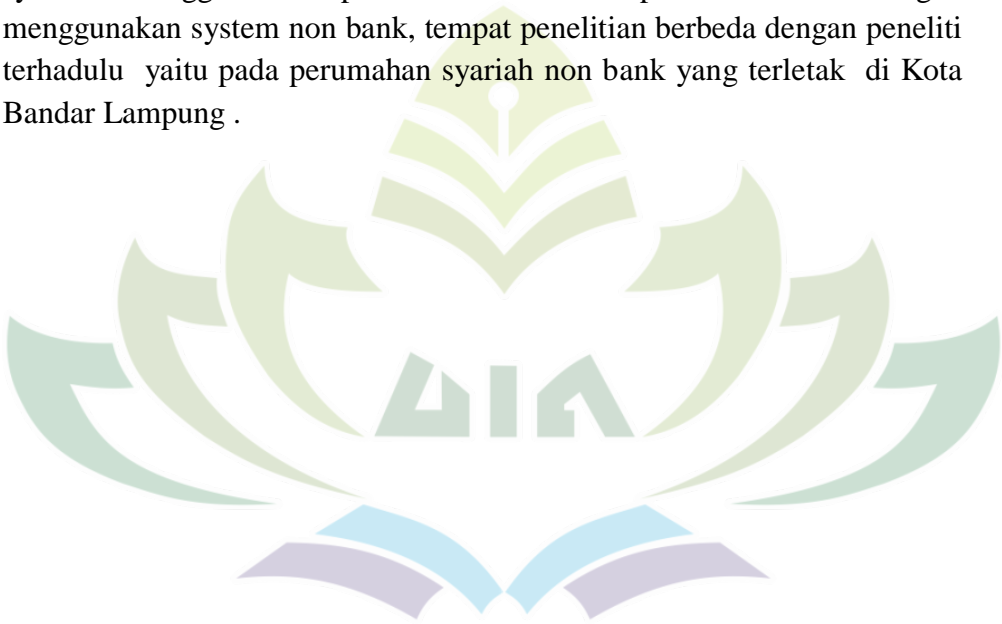 menggunakan system non bank, tempat penelitian berbeda dengan peneliti
terhadulu yaitu pada perumahan syariah non bank yang terletak di Kota
Bandar Lampung .
UIN